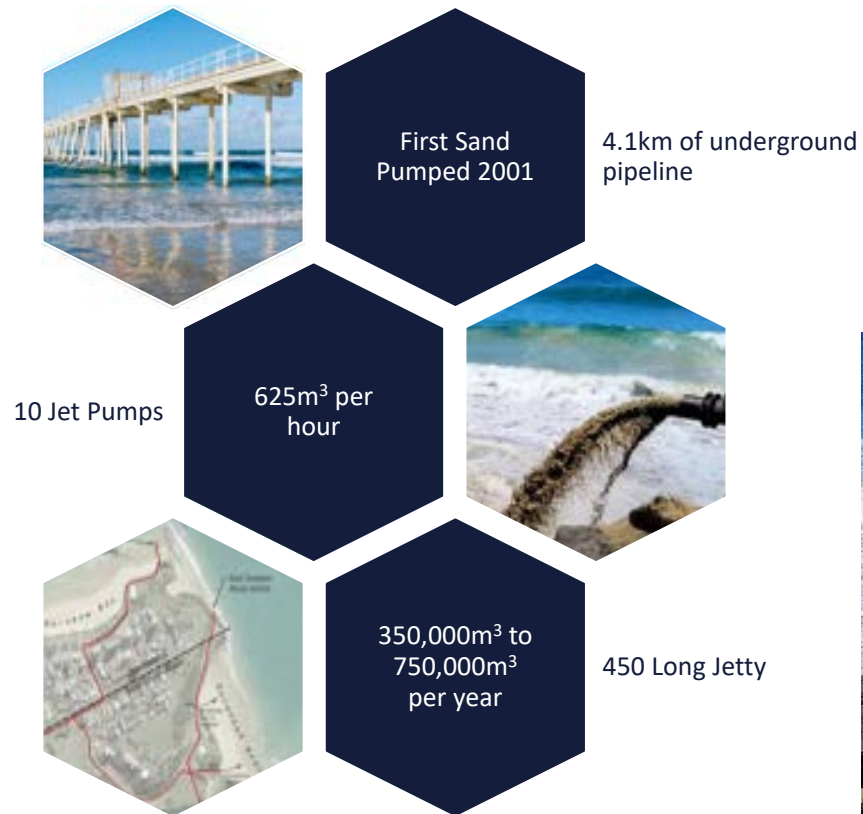 First Sand
Pumped 2001
4.1km of underground
pipeline
10 Jet Pumps
625m³ per
hour
350,000m³ to
750,000m³
per year
450 Long Jetty